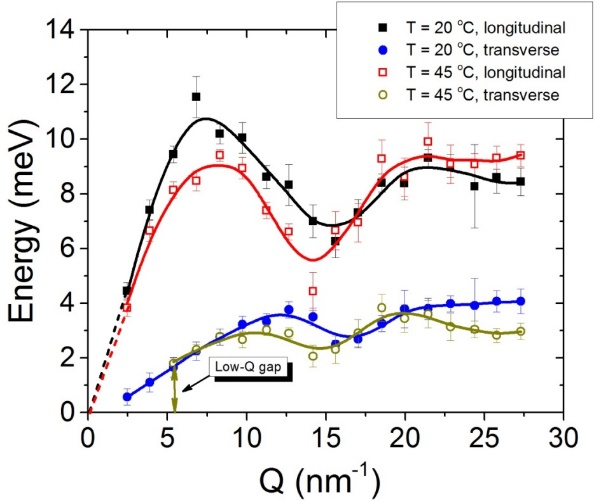 T = 20 °C, longitudinal
T = 20 °C, transverse
T = 45 °C, longitudinal
T = 45 °C, transverse
14
12
10
8
6
4
2
0
Energy (meV)
Low-Q gap
0 5 10 15 20 25 30
Q (nm⁻¹)